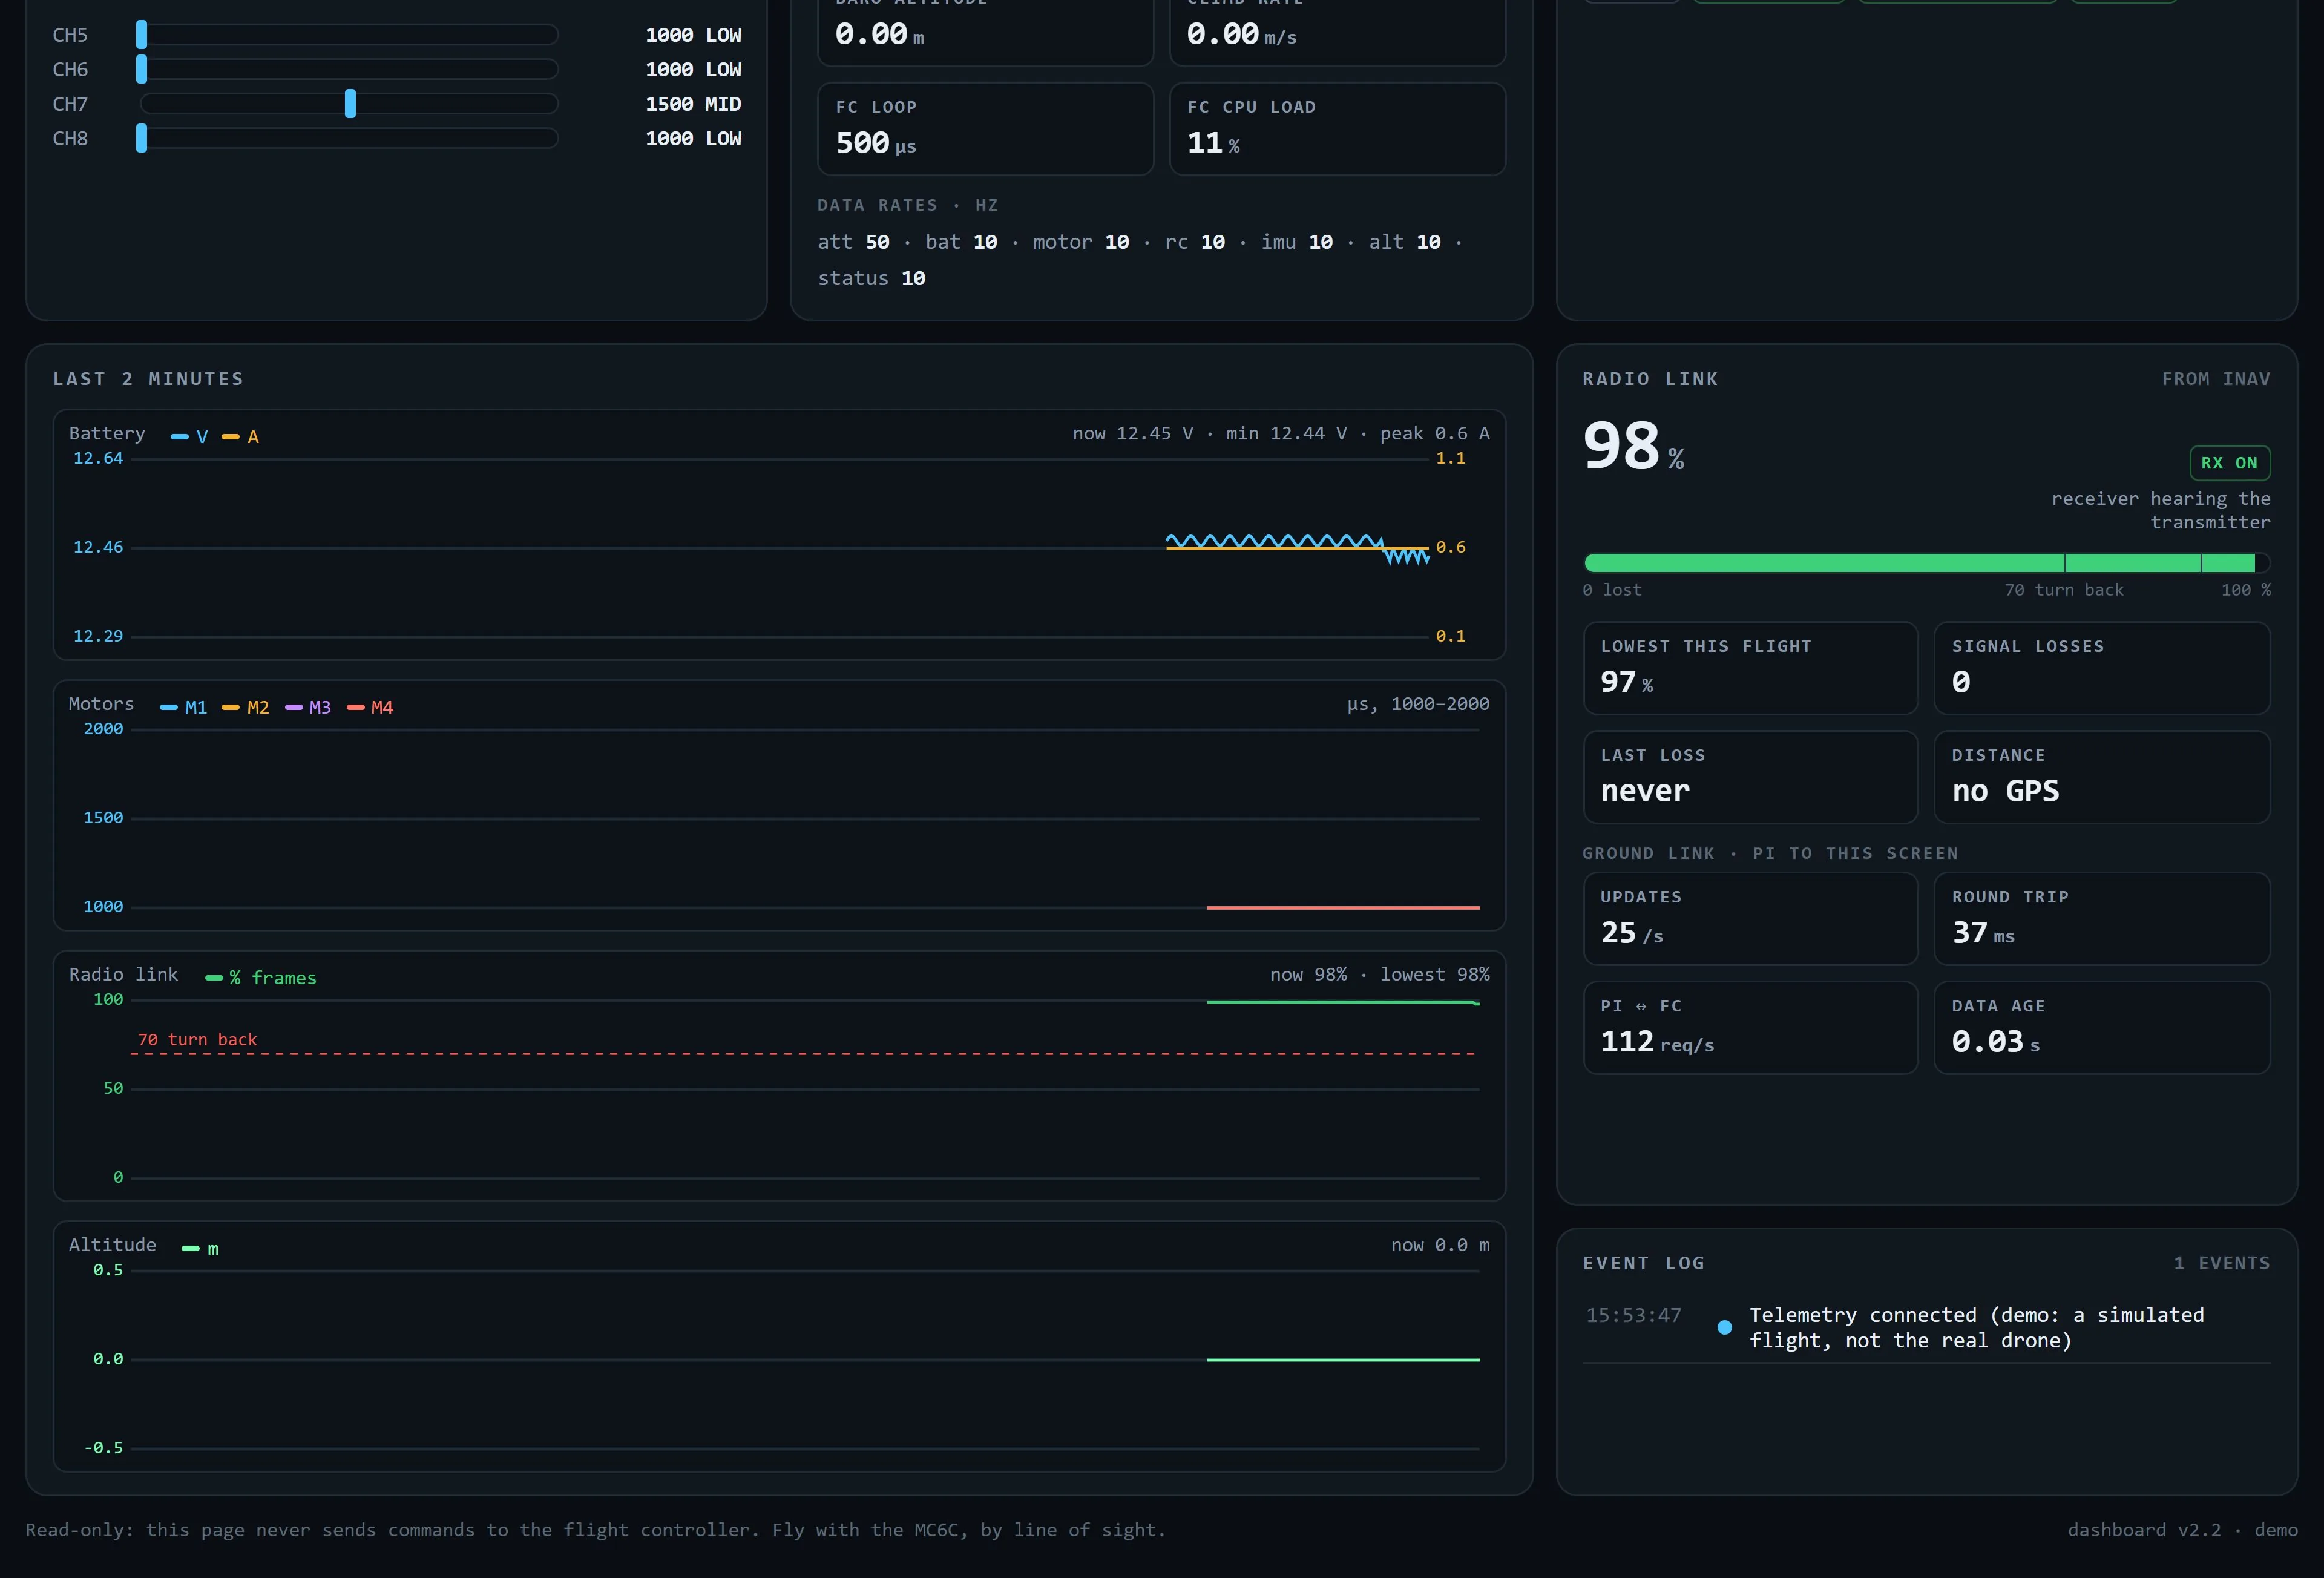 CH5 1000 LOW
CH6 1000 LOW
CH7 1500 MID
CH8 1000 LOW
0.00 m
0.00 m/s
FC LOOP
500 µs
FC CPU LOAD
11 %
DATA RATES · HZ
att 50 · bat 10 · motor 10 · rc 10 · imu 10 · alt 10 ·
status 10
LAST 2 MINUTES
Battery V A now 12.45 V · min 12.44 V · peak 0.6 A
12.64 1.1
12.46 0.6
12.29 0.1
Motors M1 M2 M3 M4 µs, 1000–2000
2000
1500
1000
Radio link % frames now 98% · lowest 98%
100
70 turn back
50
0
Altitude m now 0.0 m
0.5
0.0
-0.5
RADIO LINK FROM INAV
98 %
RX ON
receiver hearing the
transmitter
0 lost 70 turn back 100 %
LOWEST THIS FLIGHT
97 %
SIGNAL LOSSES
0
LAST LOSS
never
DISTANCE
no GPS
GROUND LINK · PI TO THIS SCREEN
UPDATES
25 /s
ROUND TRIP
37 ms
PI ↔ FC
112 req/s
DATA AGE
0.03 s
EVENT LOG 1 EVENTS
15:53:47 Telemetry connected (demo: a simulated
flight, not the real drone)
Read-only: this page never sends commands to the flight controller. Fly with the MC6C, by line of sight.
dashboard v2.2 · demo